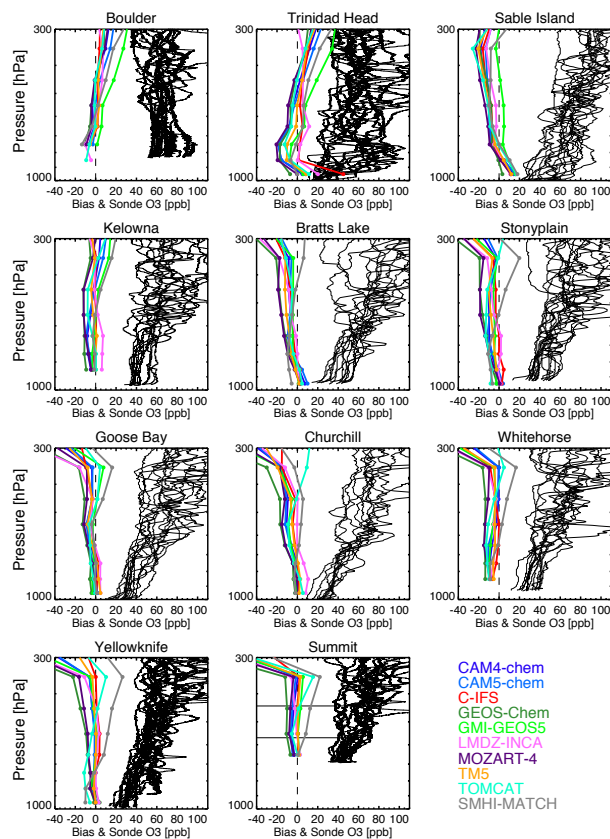 Boulder Trinidad Head Sable Island
300 300 300
Pressure [hPa]
1000 1000 1000
-40 -20 0 20 40 60 80 100 -40 -20 0 20 40 60 80 100 -40 -20 0 20 40 60 80 100
Bias & Sonde O3 [ppb] Bias & Sonde O3 [ppb] Bias & Sonde O3 [ppb]
Kelowna Bratts Lake Stonyplain
300 300 300
Pressure [hPa]
1000 1000 1000
-40 -20 0 20 40 60 80 100 -40 -20 0 20 40 60 80 100 -40 -20 0 20 40 60 80 100
Bias & Sonde O3 [ppb] Bias & Sonde O3 [ppb] Bias & Sonde O3 [ppb]
Goose Bay Churchill Whitehorse
300 300 300
Pressure [hPa]
1000 1000 1000
-40 -20 0 20 40 60 80 100 -40 -20 0 20 40 60 80 100 -40 -20 0 20 40 60 80 100
Bias & Sonde O3 [ppb] Bias & Sonde O3 [ppb] Bias & Sonde O3 [ppb]
Yellowknife Summit
300 300
Pressure [hPa]
1000 1000
-40 -20 0 20 40 60 80 100 -40 -20 0 20 40 60 80 100
Bias & Sonde O3 [ppb] Bias & Sonde O3 [ppb]
CAM4-chem
CAM5-chem
C-IFS
GEOS-Chem
GMI-GEOS5
LMDZ-INCA
MOZART-4
TM5
TOMCAT
SMHI-MATCH